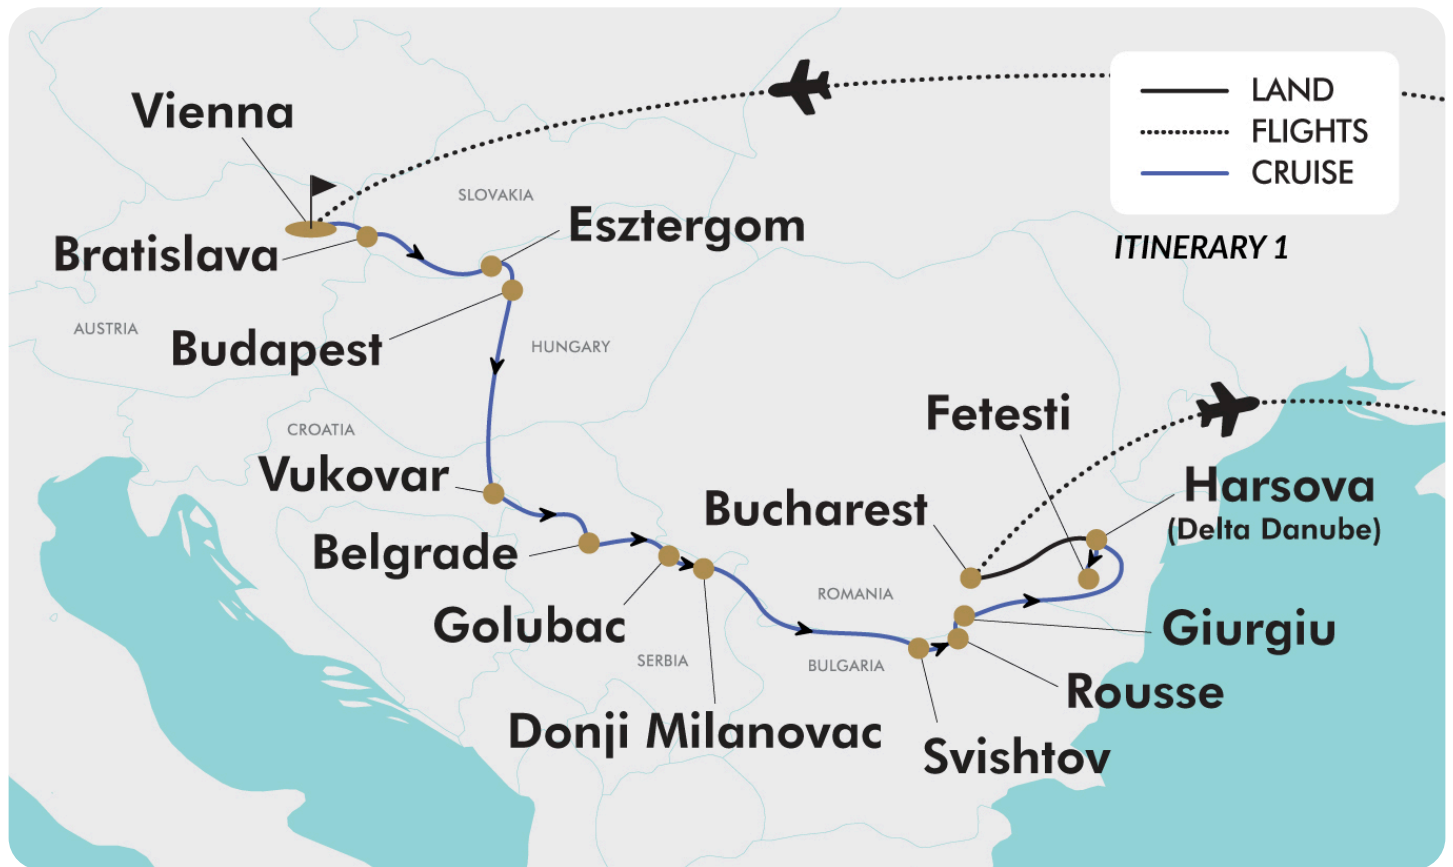 LAND
FLIGHTS
CRUISE
ITINERARY 1
Vienna
SLOVAKIA
Esztergom
Bratislava
AUSTRIA
Budapest
HUNGARY
CROATIA
Vukovar
Fetesti
Harsova
(Delta Danube)
Bucharest
Belgrade
ROMANIA
Golubac
Giurgiu
SERBIA
BULGARIA
Rousse
Donji Milanovac
Svishtov